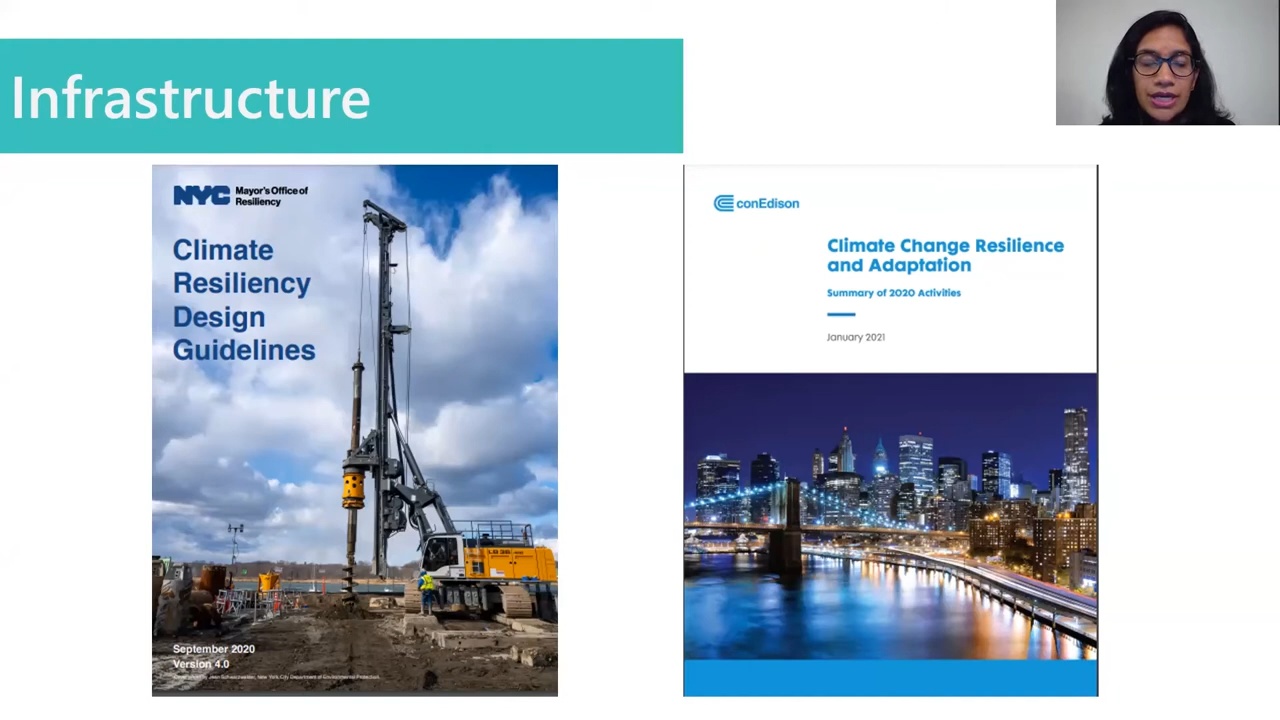 Infrastructure
NYC Mayor's Office of
Resiliency
Climate
Resiliency
Design
Guidelines
September 2020
Version 4.0
conEdison
Climate Change Resilience
and Adaptation
Summary of 2020 Activities
January 2021